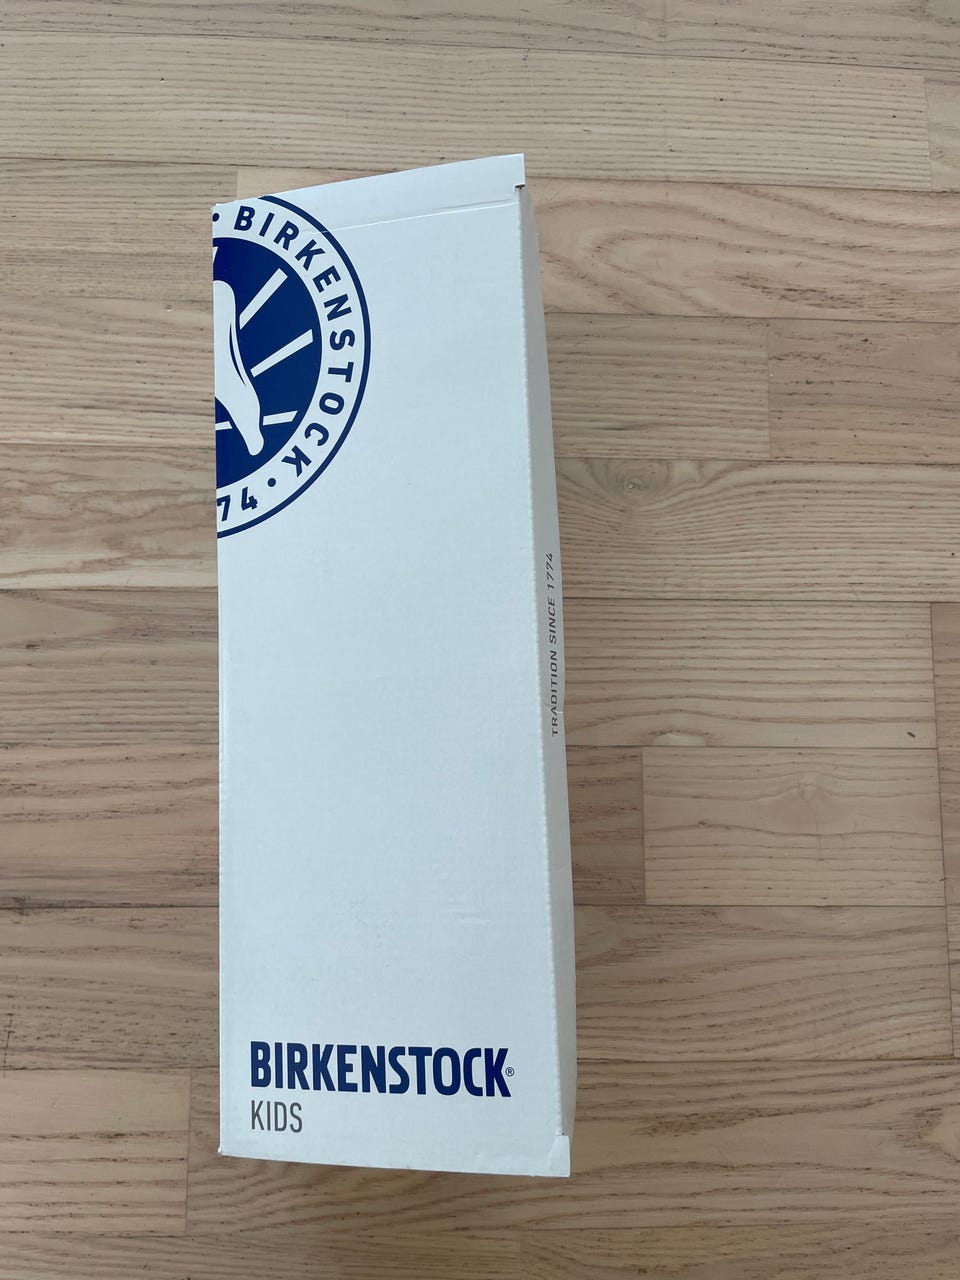 • BIRKENSTOCK • 
74
TRADITION SINCE 1774
BIRKENSTOCK®
KIDS